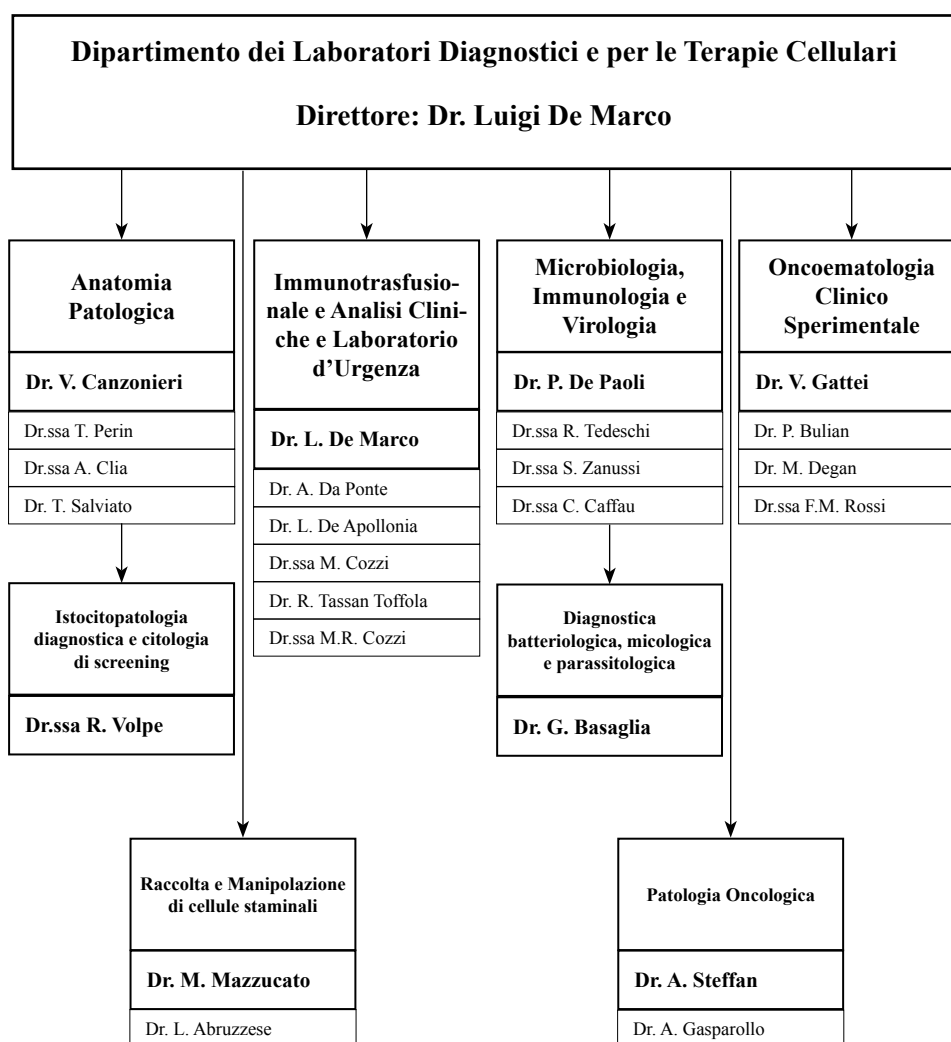 Dipartimento dei Laboratori Diagnostici e per le Terapie Cellulari
Direttore: Dr. Luigi De Marco
Anatomia
Patologica
Dr. V. Canzonieri
Dr.ssa T. Perin
Dr.ssa A. Clia
Dr. T. Salviato
Istocitopatologia
diagnostica e citologia
di screening
Dr.ssa R. Volpe
Immunotrasfusio-
nale e Analisi Clini-
che e Laboratorio
d’Urgenza
Dr. L. De Marco
Dr. A. Da Ponte
Dr. L. De Apollonia
Dr.ssa M. Cozzi
Dr. R. Tassan Toffola
Dr.ssa M.R. Cozzi
Microbiologia,
Immunologia e
Virologia
Dr. P. De Paoli
Dr.ssa R. Tedeschi
Dr.ssa S. Zanussi
Dr.ssa C. Caffau
Diagnostica
batteriologica, micologica
e parassitologica
Dr. G. Basaglia
Oncoematologia
Clinico
Sperimentale
Dr. V. Gattei
Dr. P. Bulian
Dr. M. Degan
Dr.ssa F.M. Rossi
Raccolta e Manipolazione
di cellule staminali
Dr. M. Mazzucato
Dr. L. Abruzzese
Patologia Oncologica
Dr. A. Steffan
Dr. A. Gasparollo